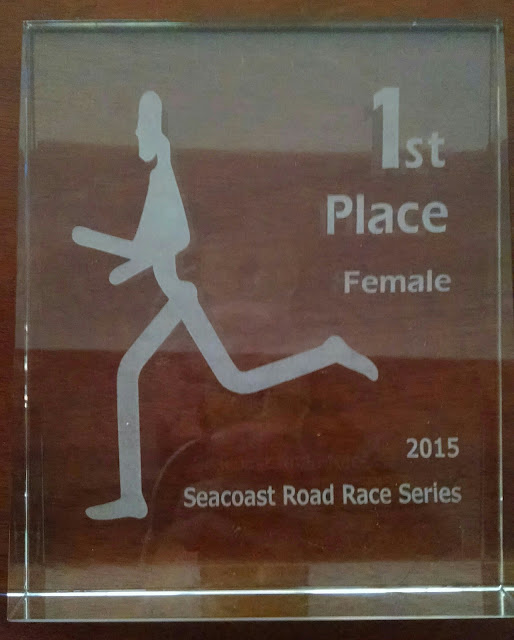 1st
Place
Female
2015
Seacoast Road Race Series